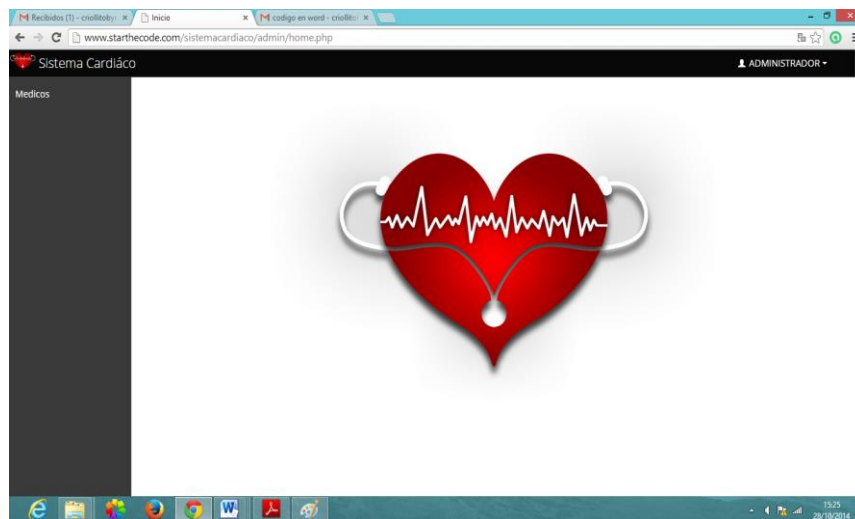 Recibidos (1) - criollitoby
Inicio
codigo en word - criollito
www.starthecode.com/sistemacardiaco/admin/home.php
Sistema Cardiáco
ADMINISTRADOR
Medicos
15:25
28/10/2014